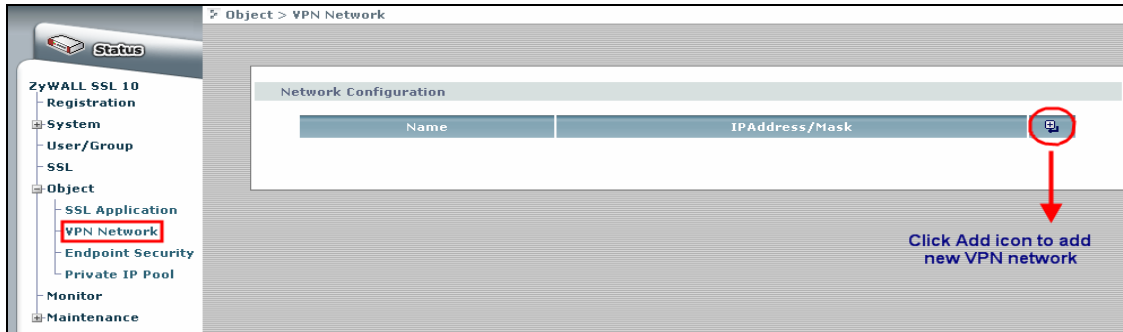 Object > VPN Network
Status
ZyWALL SSL 10
Registration
System
User/Group
SSL
Object
SSL Application
VPN Network
Endpoint Security
Private IP Pool
Monitor
Maintenance
Network Configuration
Name IPAddress/Mask
Click Add icon to add
new VPN network